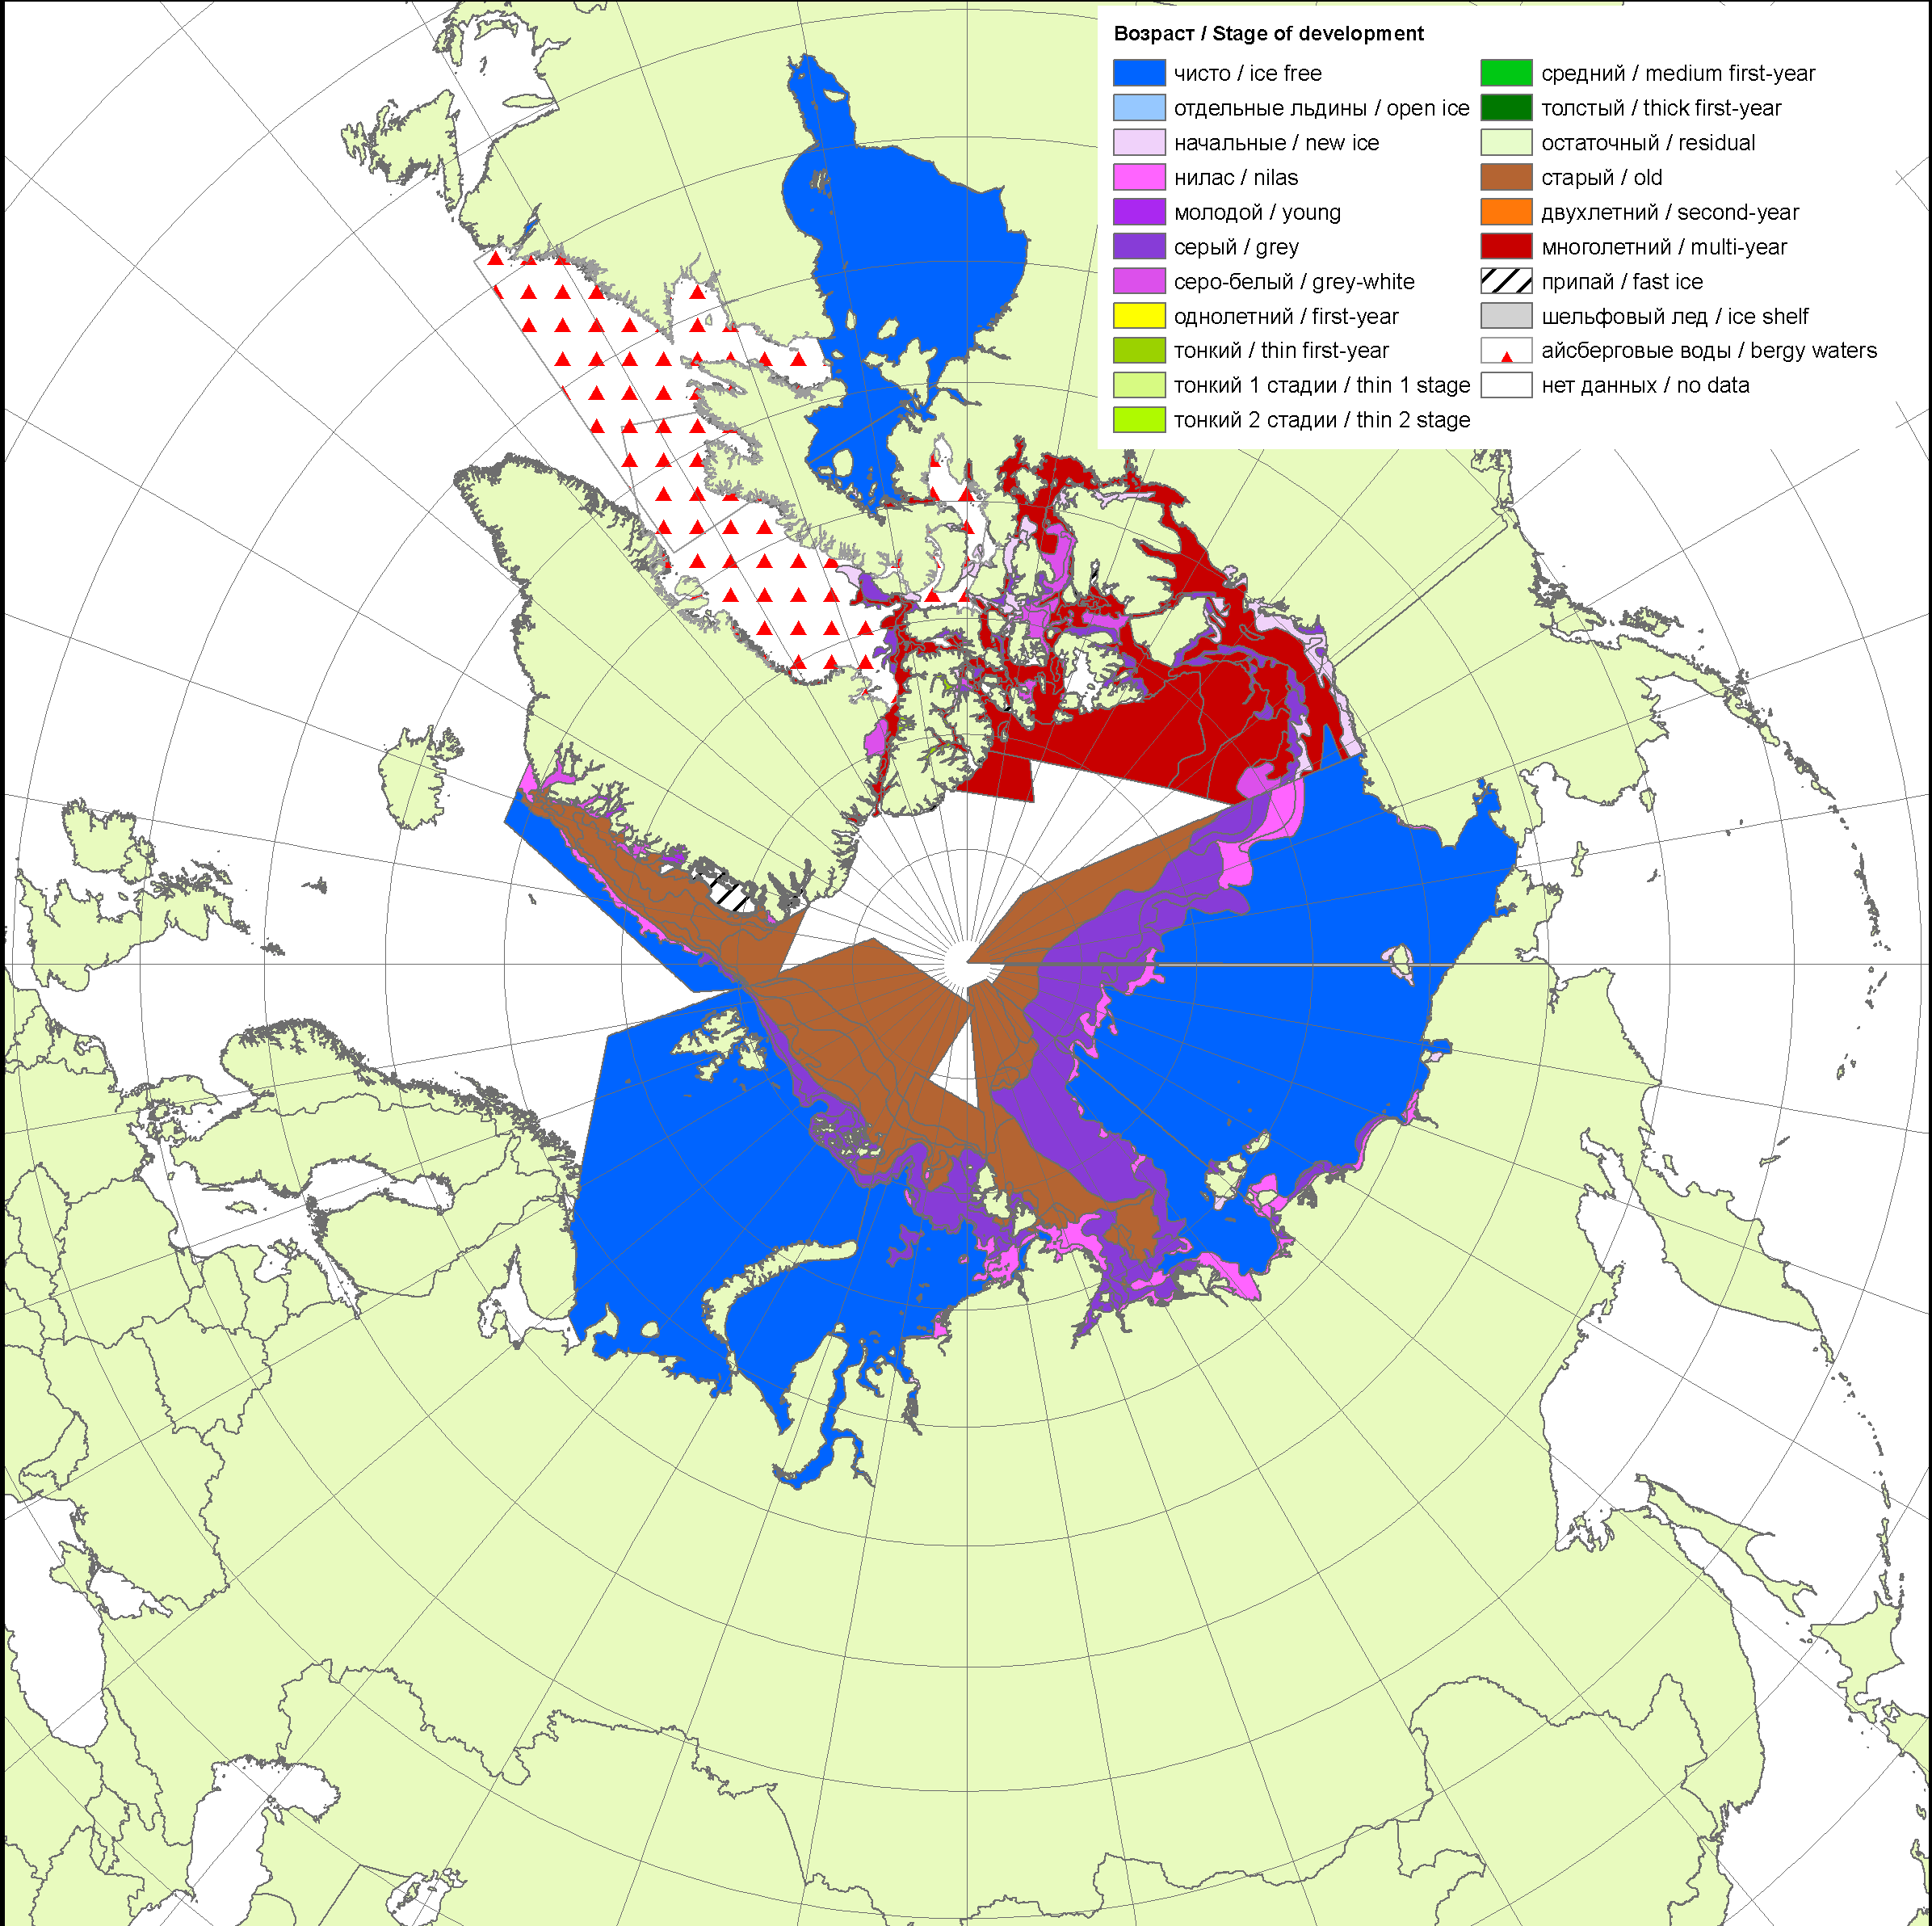 Возраст / Stage of development
чисто / ice free
отдельные льдины / open ice
начальные / new ice
нилас / nilas
молодой / young
серый / grey
серо-белый / grey-white
однолетний / first-year
тонкий / thin first-year
тонкий 1 стадии / thin 1 stage
тонкий 2 стадии / thin 2 stage
средний / medium first-year
толстый / thick first-year
остаточный / residual
старый / old
двухлетний / second-year
многолетний / multi-year
припай / fast ice
шельфовый лед / ice shelf
айсберговые воды / bergy waters
нет данных / no data